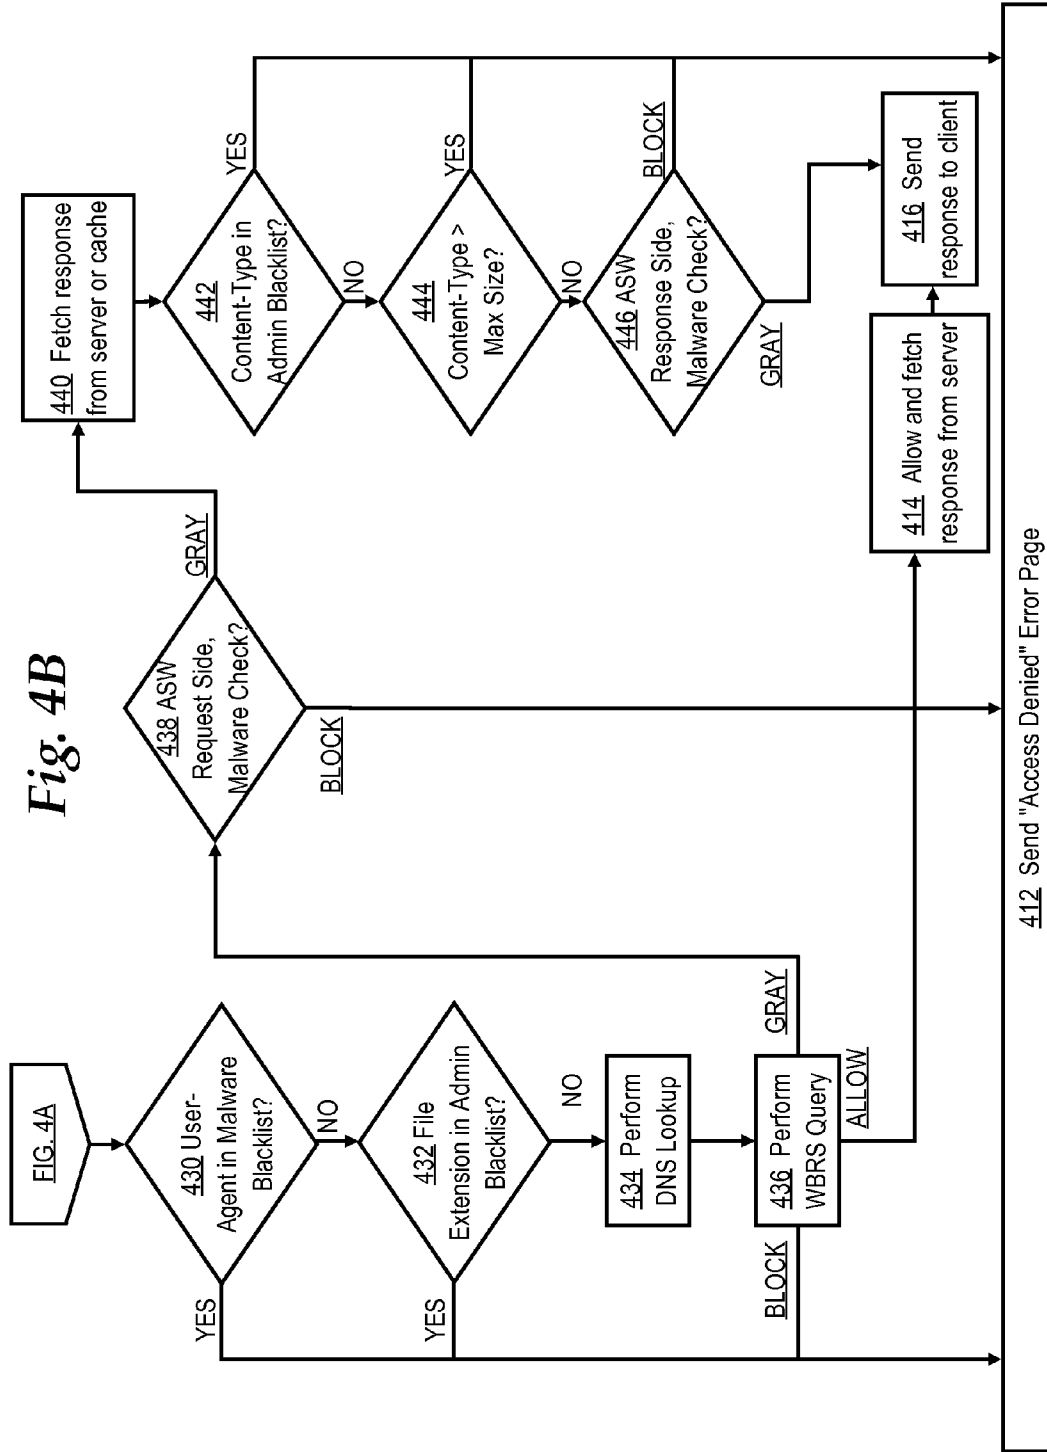 Fig. 4B
FIG. 4A
430 User-
Agent in Malware
Blacklist?
YES
NO
432 File
Extension in Admin
Blacklist?
YES
NO
434 Perform
DNS Lookup
436 Perform
WBRS Query
BLOCK
GRAY
ALLOW
438 ASW
Request Side,
Malware Check?
GRAY
BLOCK
440 Fetch response
from server or cache
442
Content-Type in
Admin Blacklist?
YES
NO
444
Content-Type >
Max Size?
YES
NO
446 ASW
Response Side,
Malware Check?
BLOCK
GRAY
414 Allow and fetch
response from server
416 Send
response to client
412 Send "Access Denied" Error Page